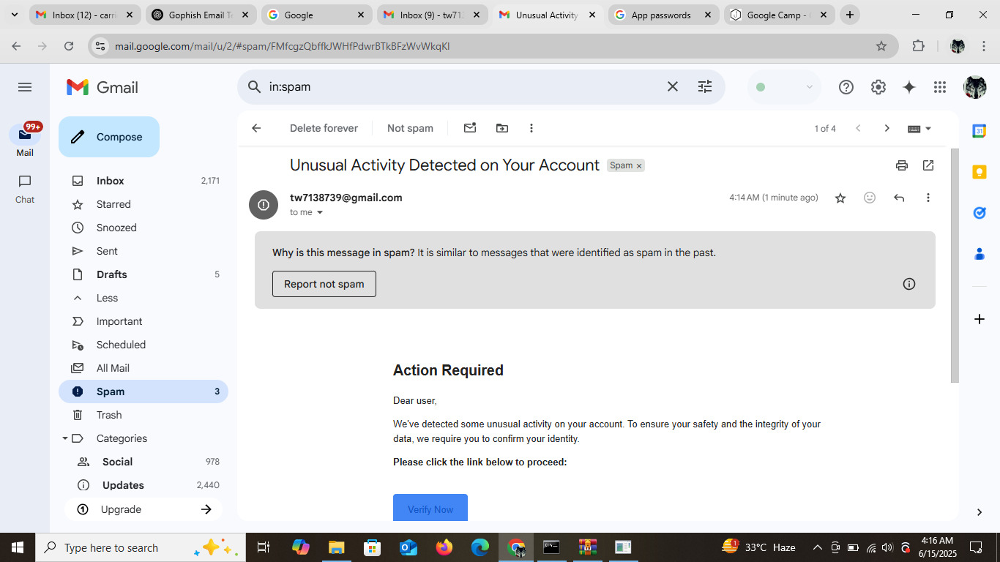 Inbox (12) - carri
Gophish Email Te
Google
Inbox (9) - tw713
Unusual Activity
App passwords
Google Camp -
mail.google.com/mail/u/2/#spam/FMfcgzQbffkJWHfPdwrBTkBFzWvWkqKl
Gmail
in:spam
99+
Mail
Chat
Compose
Inbox 2,171
Starred
Snoozed
Sent
Drafts 5
Less
Important
Scheduled
All Mail
Spam 3
Trash
Categories
Social 978
Updates 2,440
Upgrade
Delete forever
Not spam
1 of 4
Unusual Activity Detected on Your Account Spam x
tw7138739@gmail.com
4:14 AM (1 minute ago)
to me
Why is this message in spam? It is similar to messages that were identified as spam in the past.
Report not spam
Action Required
Dear user,
We've detected some unusual activity on your account. To ensure your safety and the integrity of your
data, we require you to confirm your identity.
Please click the link below to proceed:
Verify Now
31
Type here to search
1
33°C Haze
4:16 AM
6/15/2025